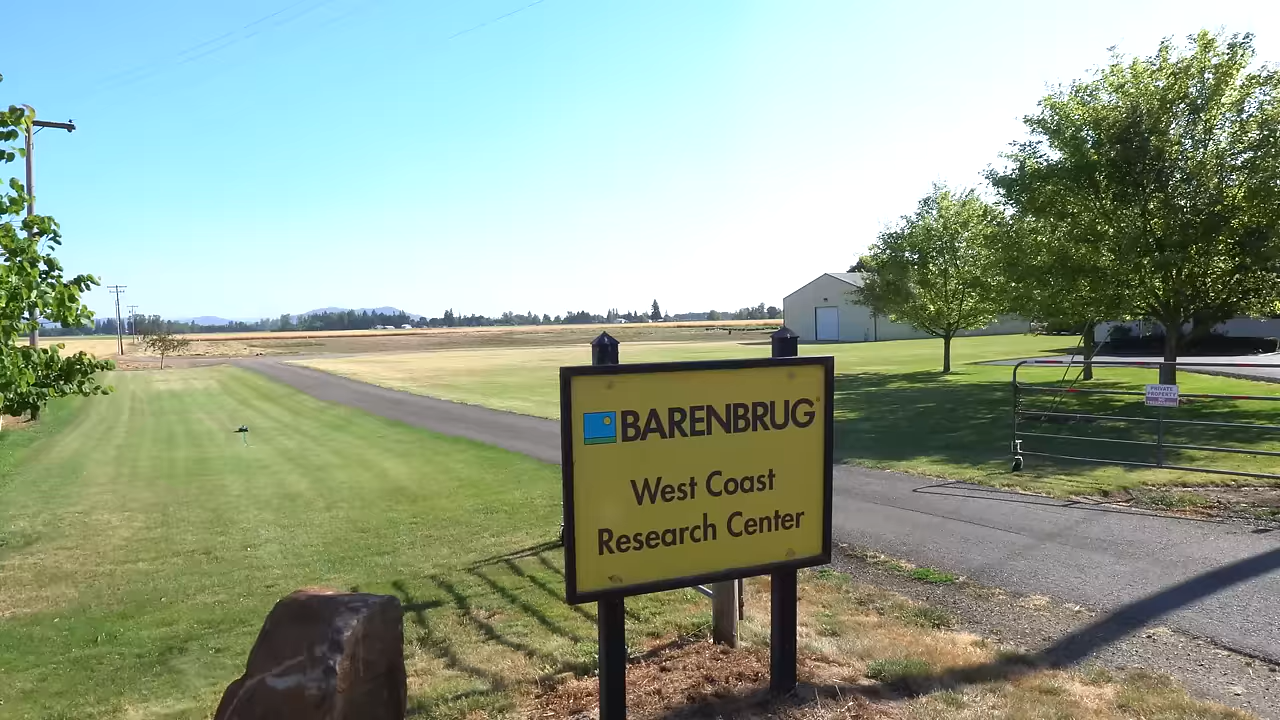 BARENBRUG
West Coast
Research Center
PRIVATE
PROPERTY